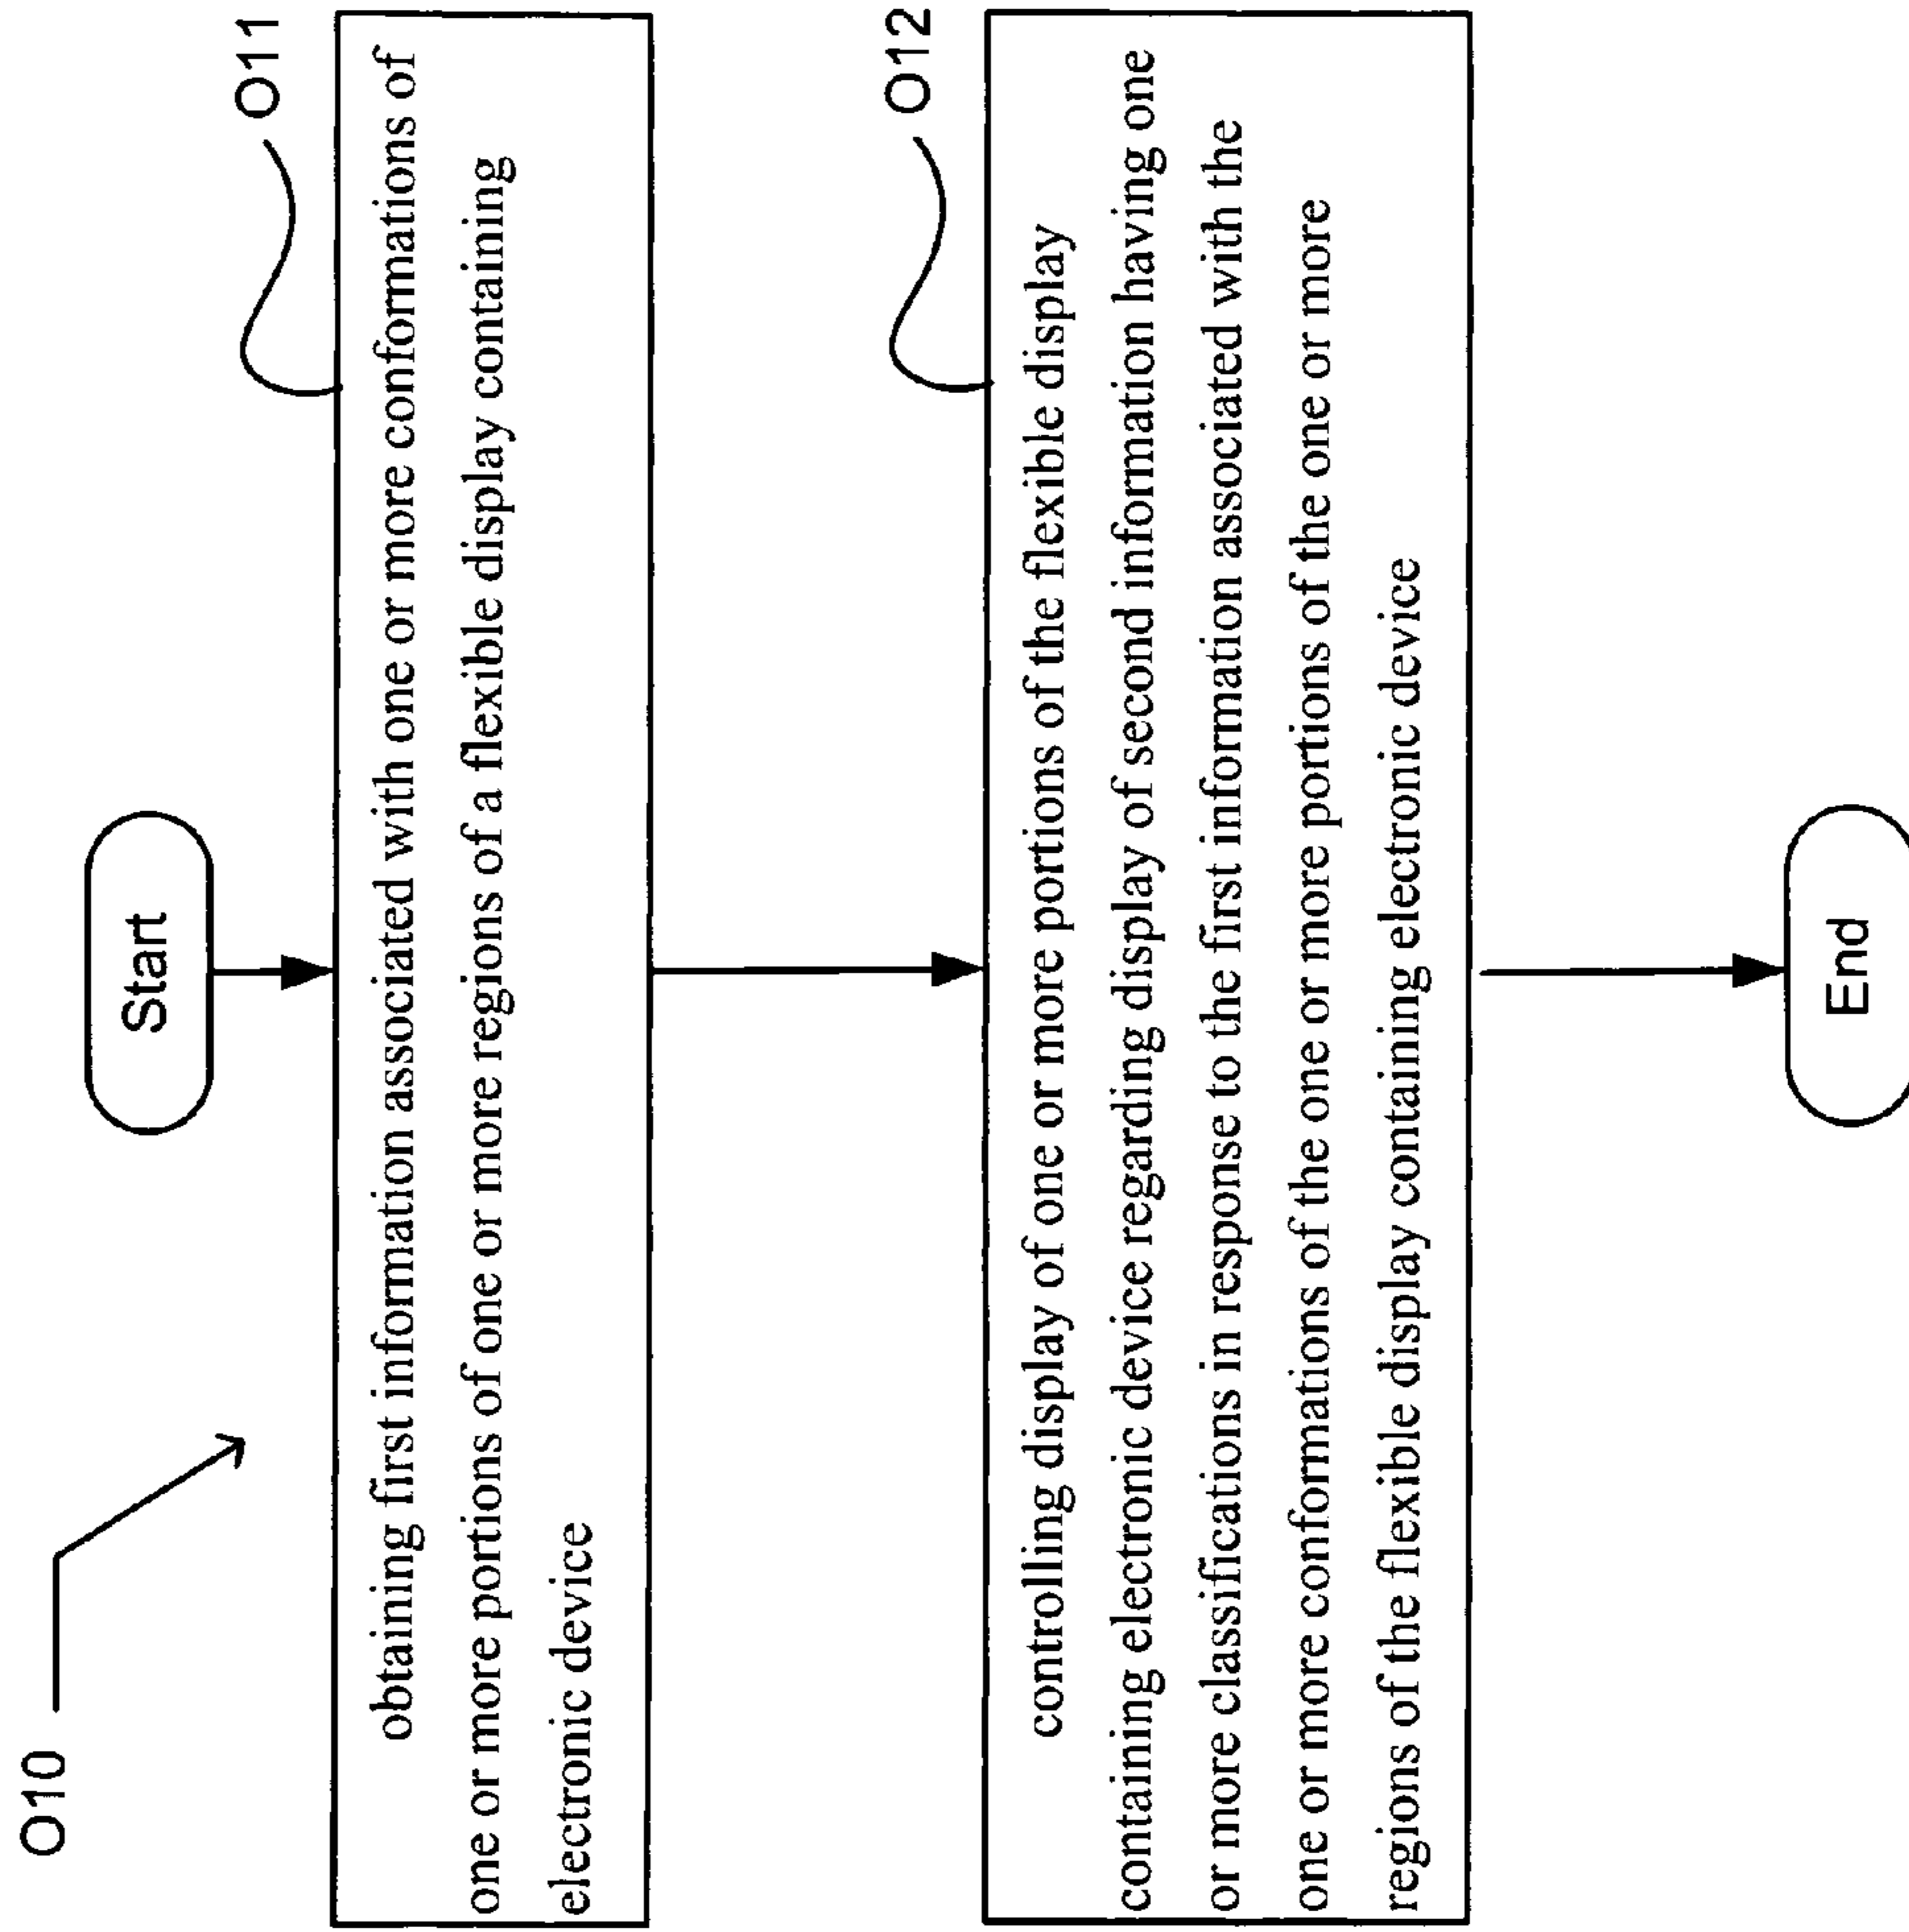 O10
Start
O11
obtaining first information associated with one or more conformations of
one or more portions of one or more regions of a flexible display containing
electronic device
O12
controlling display of one or more portions of the flexible display
containing electronic device regarding display of second information having one
or more classifications in response to the first information associated with the
one or more conformations of the one or more portions of the one or more
regions of the flexible display containing electronic device
End